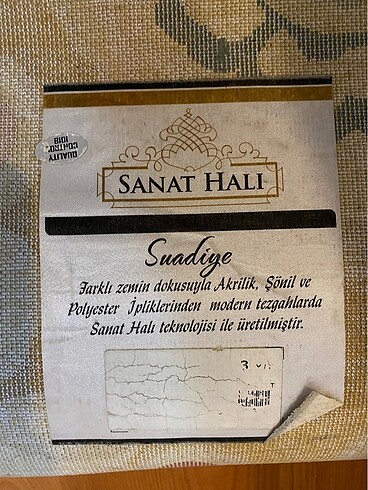 QUALITY
CONTROL
SANAT HALI
Suadiye
Farklı zemin dokusuyla Akrilik, Şönil ve
Polyester İpliklerinden modern tezgahlarda
Sanat Halı teknolojisi ile üretilmiştir.
3